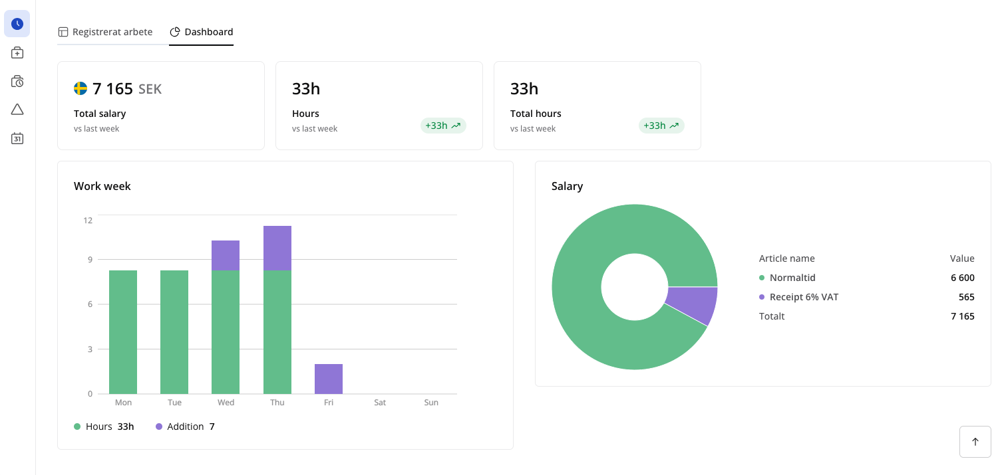 Registrerat arbete
Dashboard
7 165 SEK
Total salary
vs last week
33h
Hours
vs last week
+33h
33h
Total hours
vs last week
+33h
Work week
12
9
6
3
0
Mon Tue Wed Thu Fri Sat Sun
Hours 33h
Addition 7
Salary
Article name Value
Normaltid 6 600
Receipt 6% VAT 565
Totalt 7 165
31